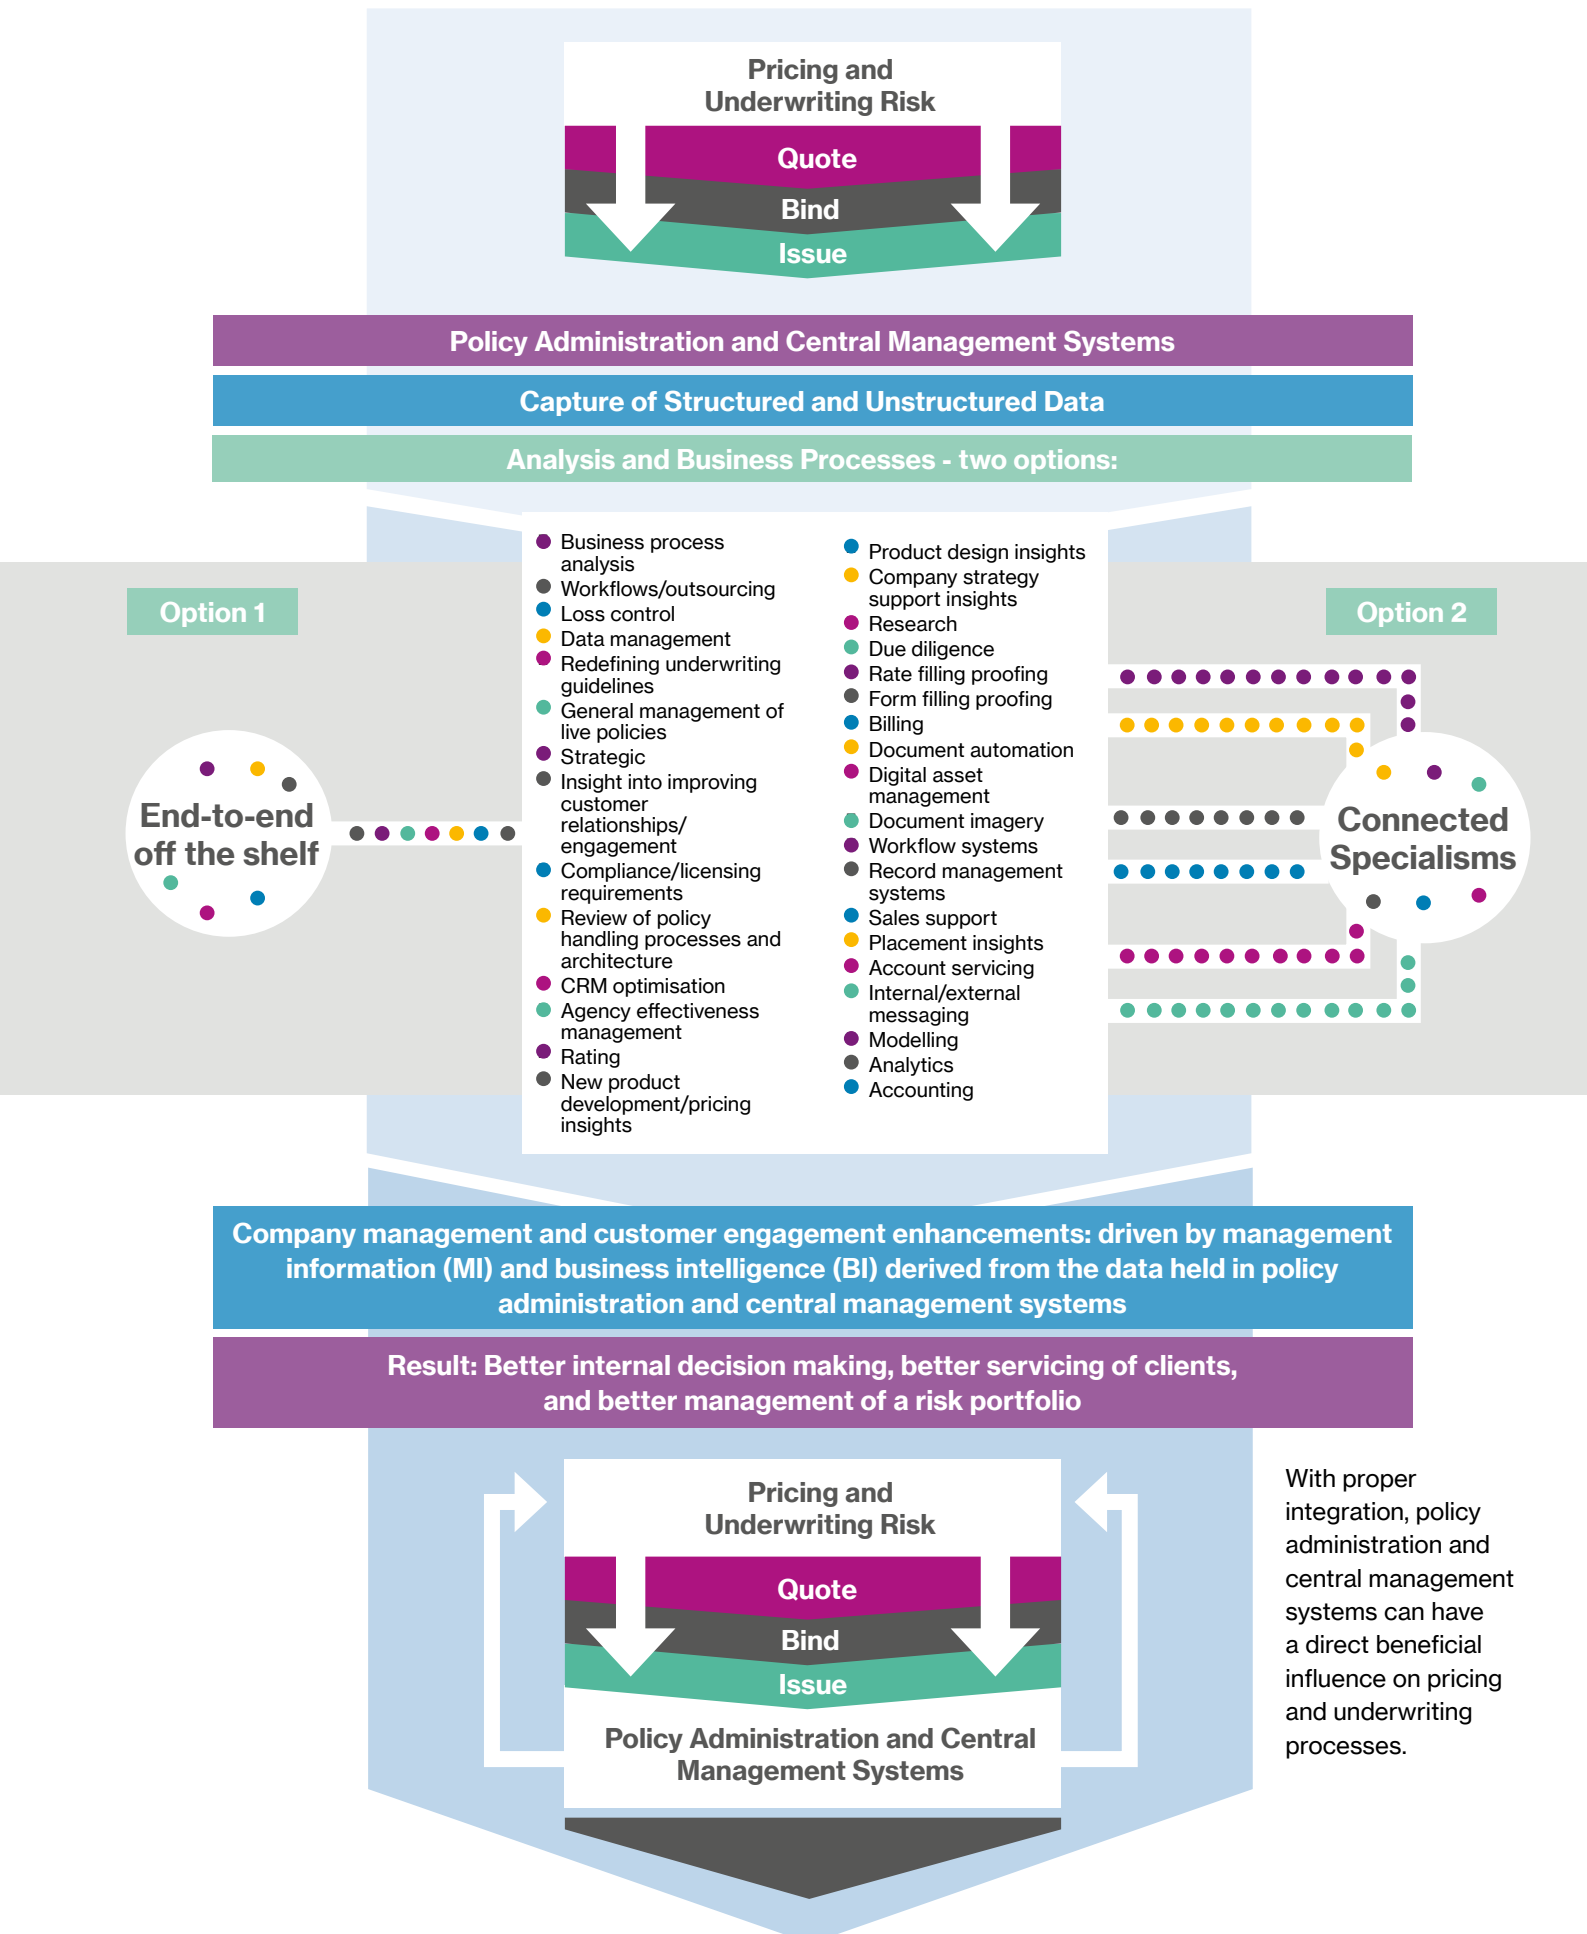 Pricing and
Underwriting Risk
Quote
Bind
Issue
Policy Administration and Central Management Systems
Capture of Structured and Unstructured Data
Analysis and Business Processes - two options:
Option 1
End-to-end
off the shelf
Business process
analysis
Workflows/outsourcing
Loss control
Data management
Redefining underwriting
guidelines
General management of
live policies
Strategic
Insight into improving
customer
relationships/
engagement
Compliance/licensing
requirements
Review of policy
handling processes and
architecture
CRM optimisation
Agency effectiveness
management
Rating
New product
development/pricing
insights
Product design insights
Company strategy
support insights
Research
Due diligence
Rate filling proofing
Form filling proofing
Billing
Document automation
Digital asset
management
Document imagery
Workflow systems
Record management
systems
Sales support
Placement insights
Account servicing
Internal/external
messaging
Modelling
Analytics
Accounting
Option 2
Connected
Specialisms
Company management and customer engagement enhancements: driven by management
information (MI) and business intelligence (BI) derived from the data held in policy
administration and central management systems
Result: Better internal decision making, better servicing of clients,
and better management of a risk portfolio
Pricing and
Underwriting Risk
Quote
Bind
Issue
Policy Administration and Central
Management Systems
With proper
integration, policy
administration and
central management
systems can have
a direct beneficial
influence on pricing
and underwriting
processes.